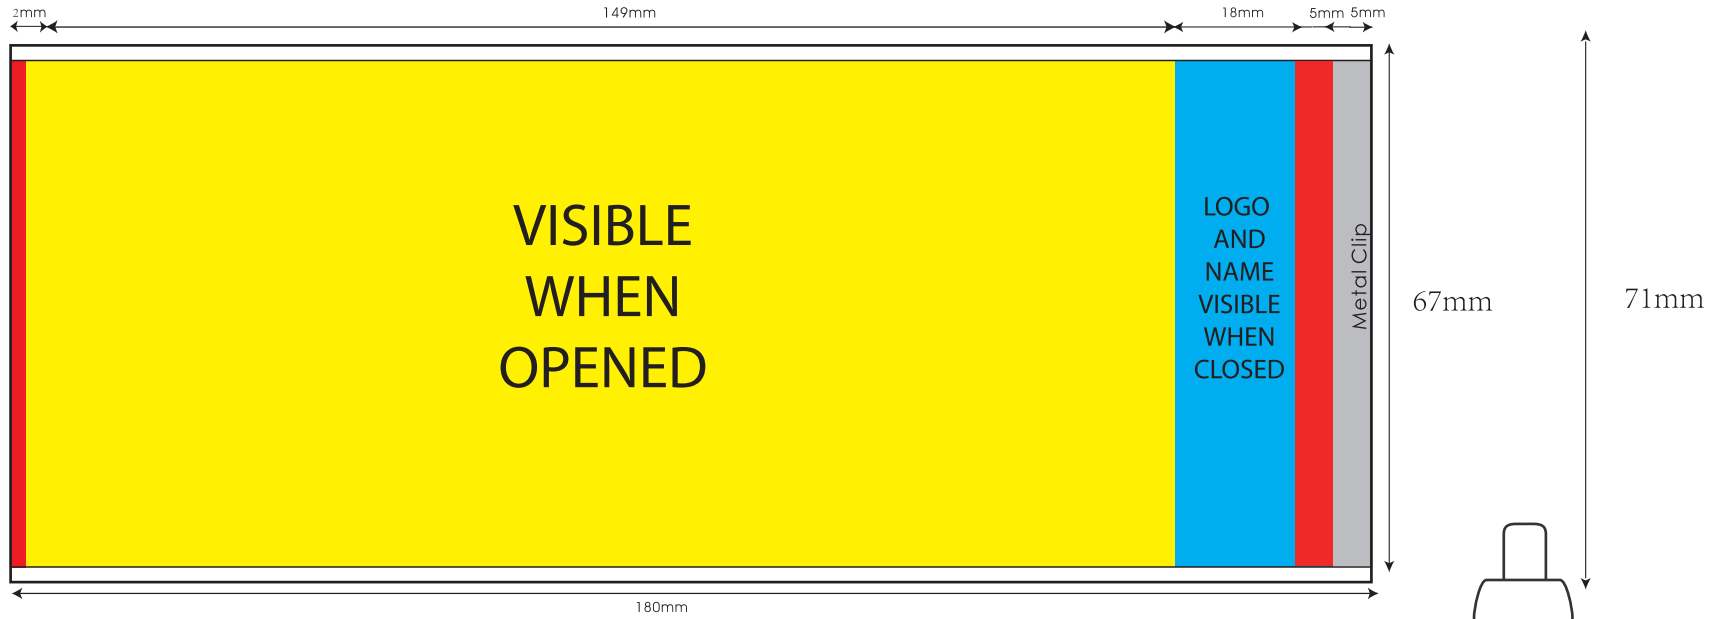 2mm 149mm 18mm 5mm 5mm
VISIBLE
WHEN
OPENED
LOGO
AND
NAME
VISIBLE
WHEN
CLOSED
Metal Clip
67mm
71mm
180mm